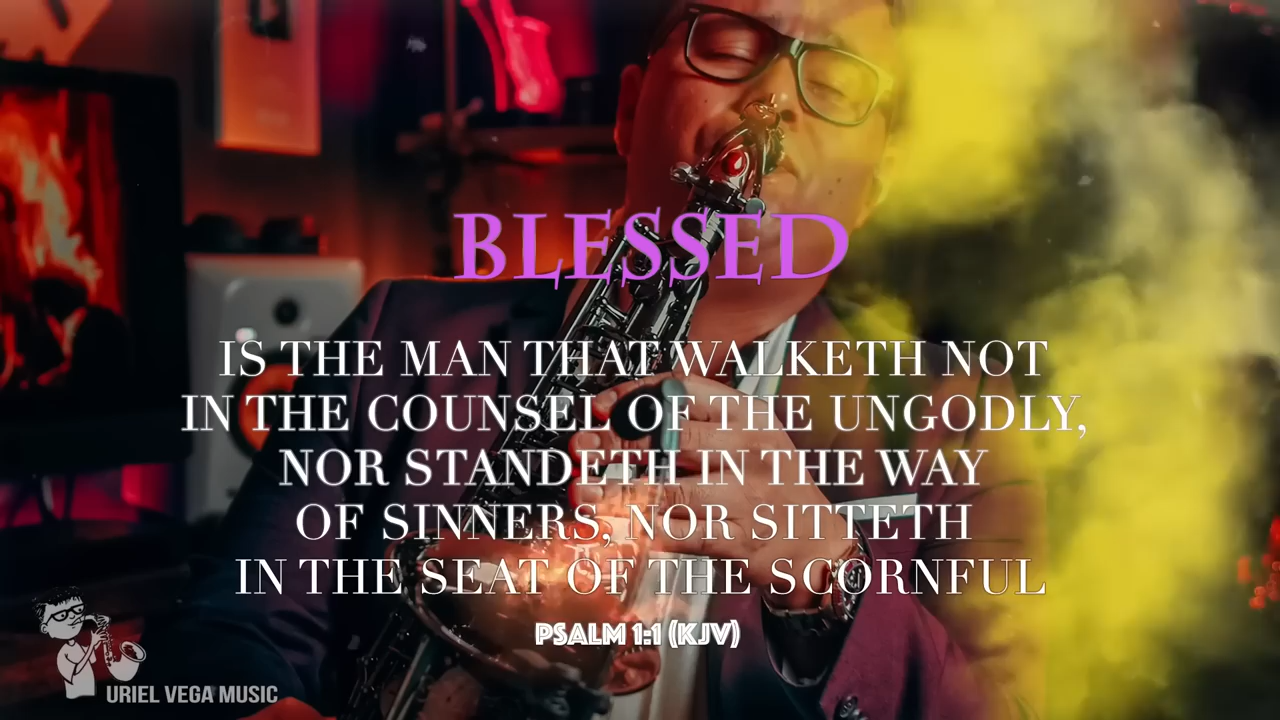 BLESSED
IS THE MAN THAT WALKETH NOT
IN THE COUNSEL OF THE UNGODLY,
NOR STANDETH IN THE WAY
OF SINNERS, NOR SITTETH
IN THE SEAT OF THE SCORNFUL
PSALM 1:1 (KJV)
URIEL VEGA MUSIC